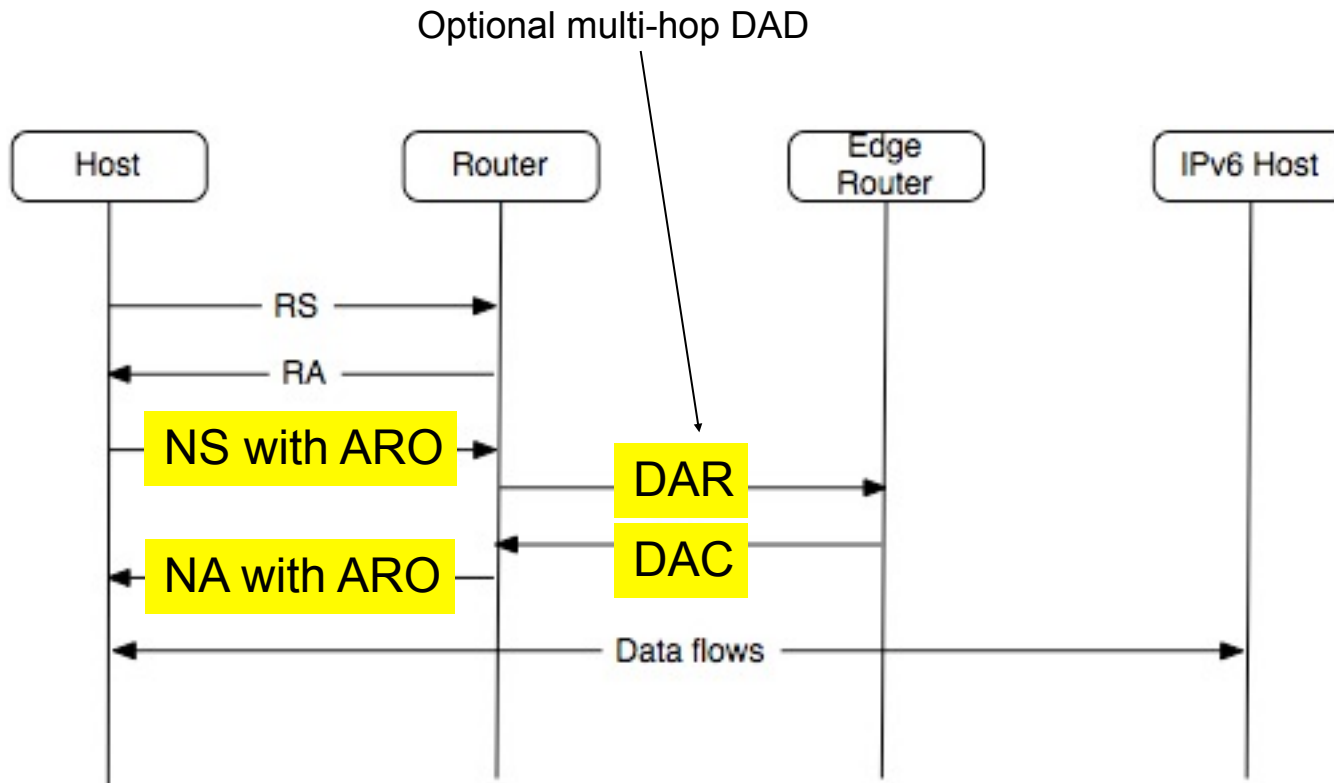 Optional multi-hop DAD
Host
Router
Edge
Router
IPv6 Host
RS
RA
NS with ARO
DAR
DAC
NA with ARO
Data flows